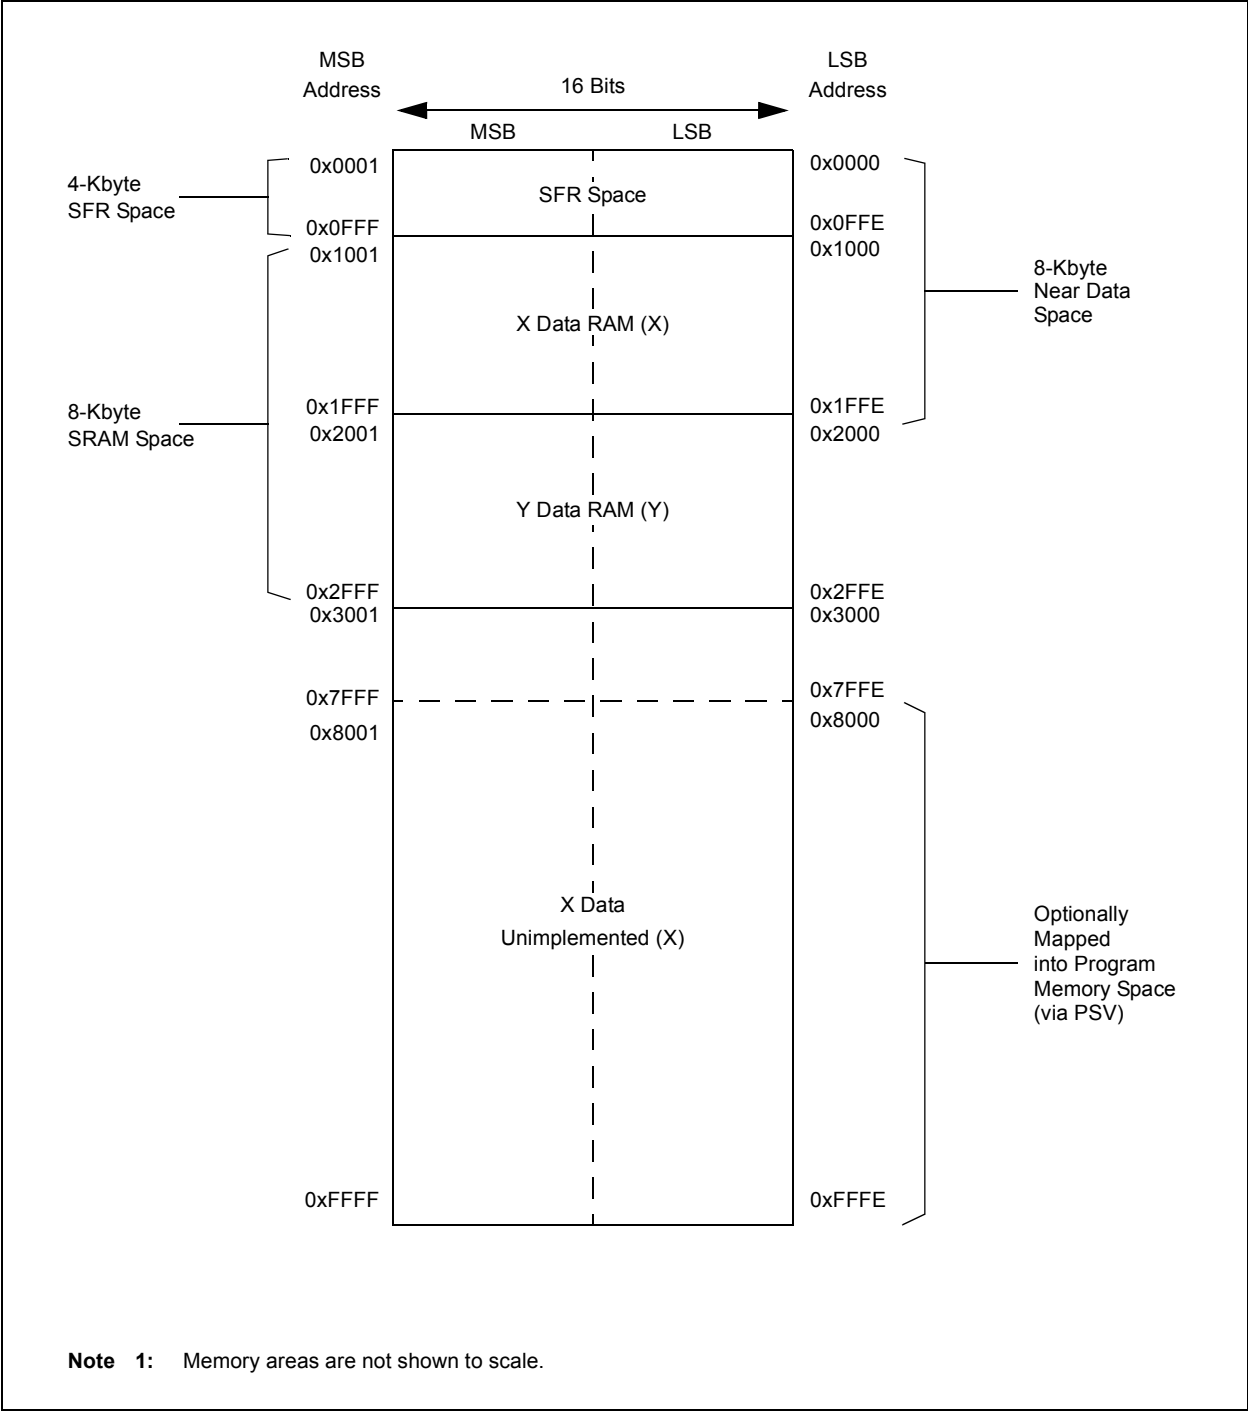 MSB
Address
16 Bits
LSB
Address
MSB
LSB
0x0001
0x0000
4-Kbyte
SFR Space
SFR Space
0x0FFF
0x0FFE
0x1001
0x1000
8-Kbyte
Near Data
Space
X Data RAM (X)
0x1FFF
0x1FFE
8-Kbyte
SRAM Space
0x2001
0x2000
Y Data RAM (Y)
0x2FFF
0x2FFE
0x3001
0x3000
0x7FFF
0x7FFE
0x8001
0x8000
X Data
Unimplemented (X)
Optionally
Mapped
into Program
Memory Space
(via PSV)
0xFFFF
0xFFFE
Note 1: Memory areas are not shown to scale.